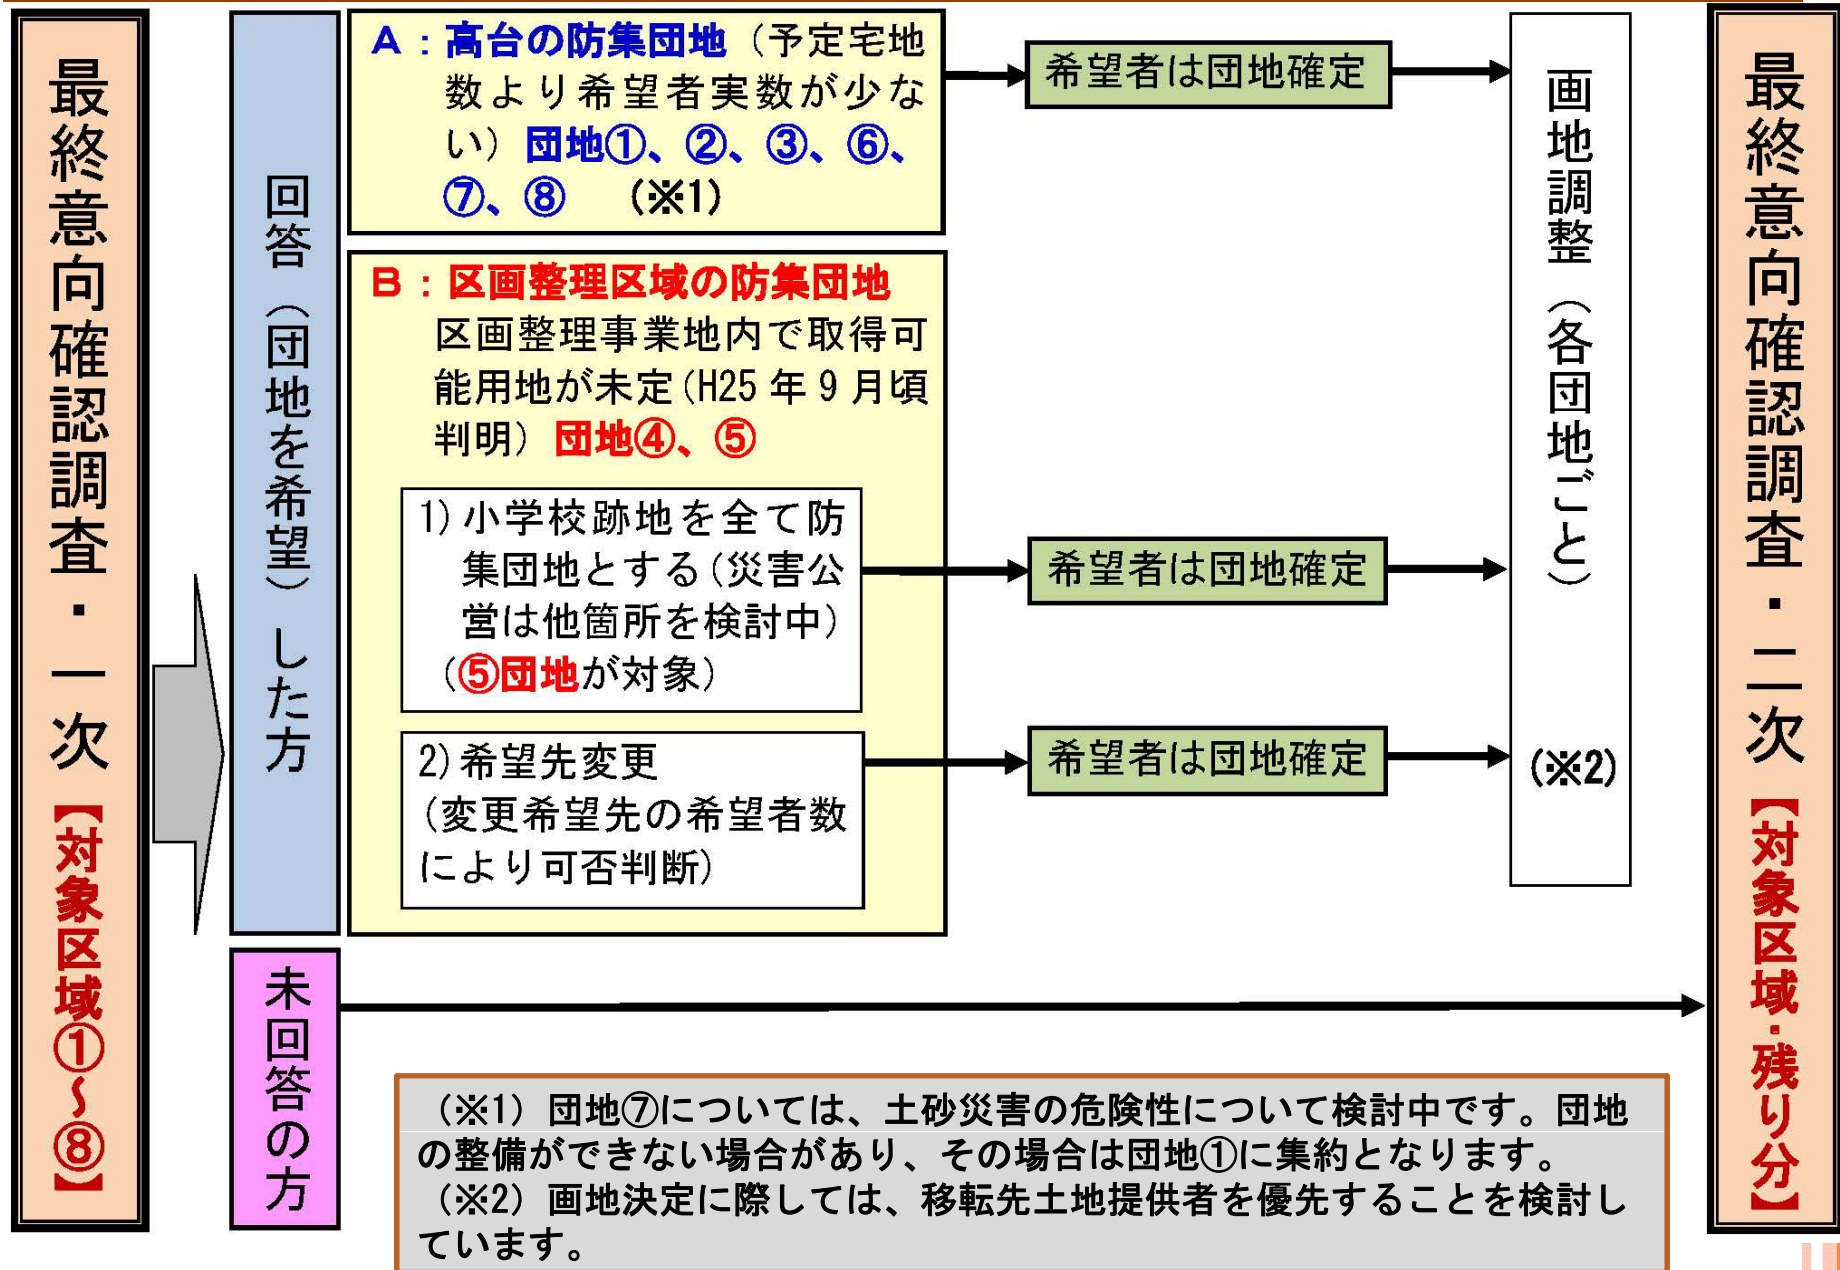 最終意向確認調査・一次【対象区域①～⑧】
回答（団地を希望）した方
A：高台の防集団地（予定宅地
数より希望者実数が少な
い）団地①、②、③、⑥、
⑦、⑧　（※1）
希望者は団地確定
B：区画整理区域の防集団地
区画整理事業地内で取得可
能用地が未定(H25年9月頃
判明）団地④、⑤
1)小学校跡地を全て防
集団地とする(災害公
営は他箇所を検討中)
（⑤団地が対象）
希望者は団地確定
2)希望先変更
(変更希望先の希望者数
により可否判断)
希望者は団地確定
画地調整（各団地ごと）
(※2)
未回答の方
最終意向確認調査・二次【対象区域・残り分】
（※1）団地⑦については、土砂災害の危険性について検討中です。団地
の整備ができない場合があり、その場合は団地①に集約となります。
（※2）画地決定に際しては、移転先土地提供者を優先することを検討し
ています。